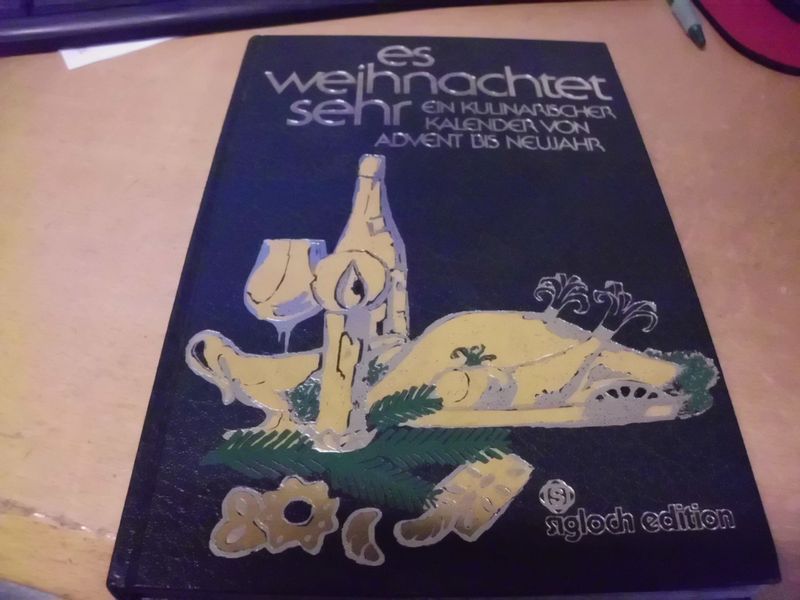 es
weihnachtet
sehr EIN KULINARISCHER
KALENDER VON
ADVENT BIS NEUJAHR
S
sigloch edition